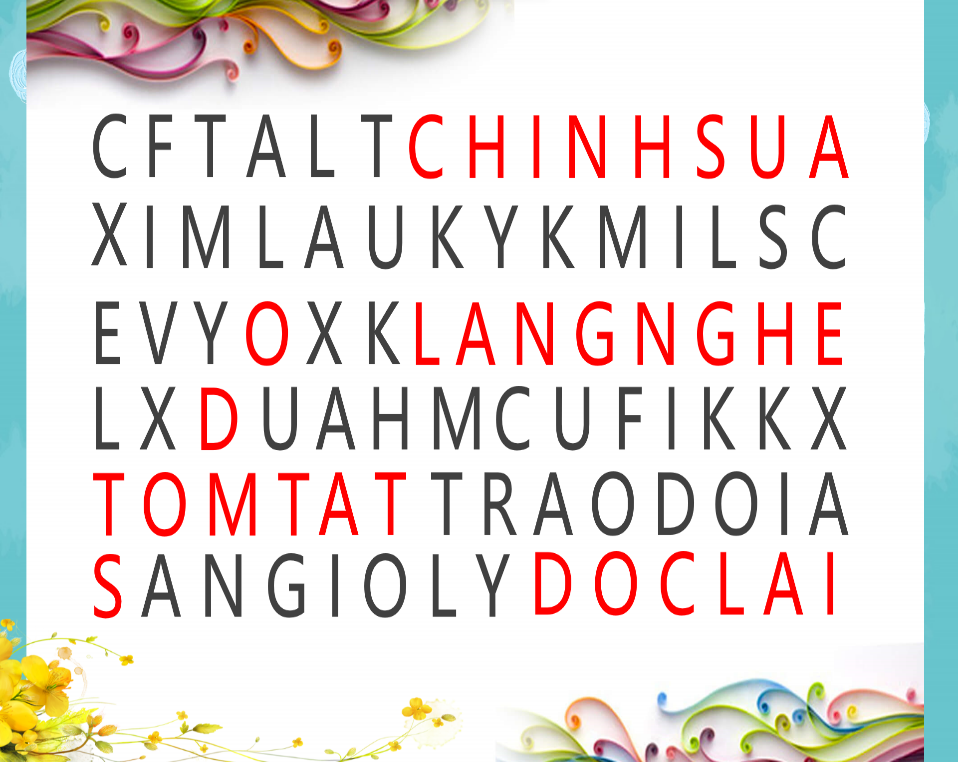 CFTALTCHINHSUA
XIMLAUKYKMILSC
EVYOXKLANGNGHE
LXDUAHMCUFIKKX
TOMTATTRAODOIA
SANGIOLYDOCLAI